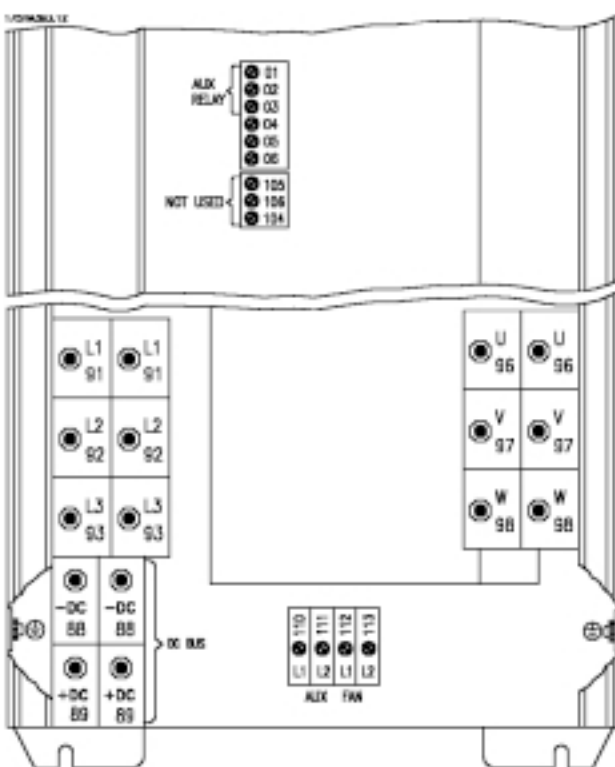 AUX
RELAY
01
02
03
04
05
06
NOT USED
105
106
104
L1
91
L1
91
L2
92
L2
92
L3
93
L3
93
U
96
U
96
V
97
V
97
W
98
W
98
-DC
88
-DC
88
+DC
89
+DC
89
DC BUS
110
111
112
113
L1
L2
L1
L2
AUX FAN